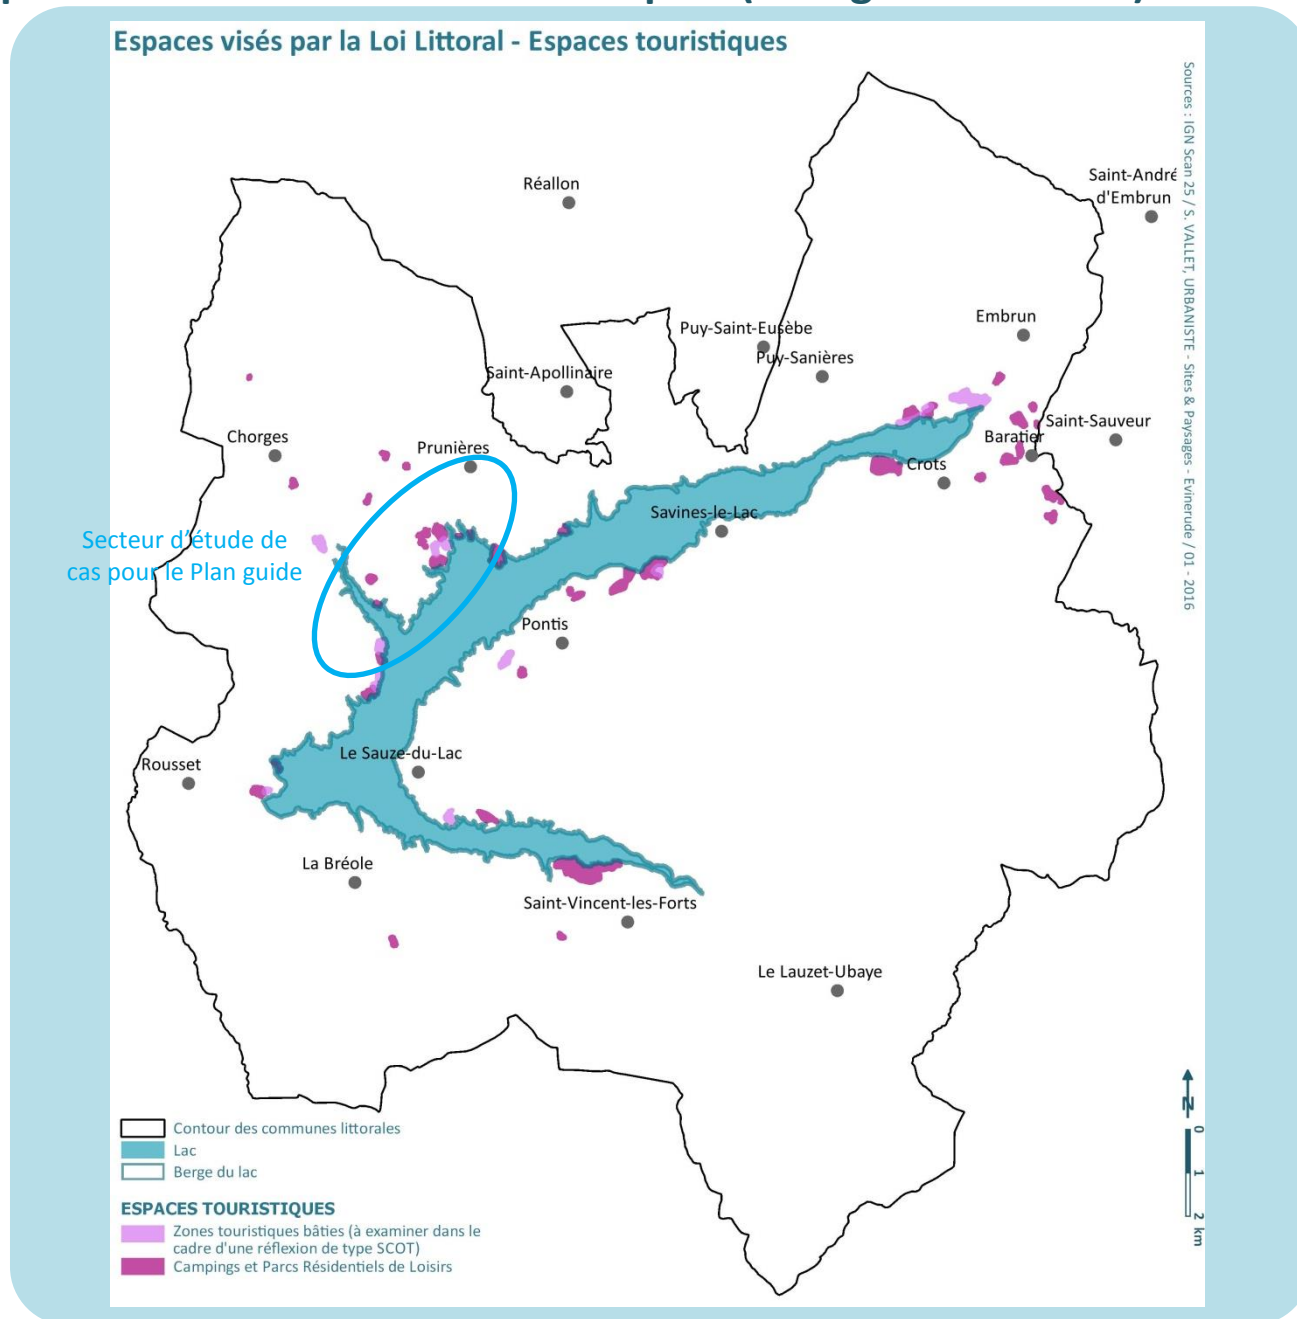 Espaces visés par la Loi Littoral - Espaces touristiques
Sources : IGN Scan 25 / S. VALLET, URBANISTE - Sites & Paysages - Evinerude / 01 - 2016
Réallon
Saint-André
d'Embrun
Embrun
Puy-Saint-Eusèbe
Puy-Sanières
Saint-Apollinaire
Chorges
Prunières
Saint-Sauveur
Baratier
Crots
Savines-le-Lac
Secteur d'étude de
cas pour le Plan guide
Pontis
Le Sauze-du-Lac
Rousset
La Bréole
Saint-Vincent-les-Forts
Le Lauzet-Ubaye
N
0
1
2 km
Contour des communes littorales
Lac
Berge du lac
ESPACES TOURISTIQUES
Zones touristiques bâties (à examiner dans le
cadre d'une réflexion de type SCOT)
Campings et Parcs Résidentiels de Loisirs